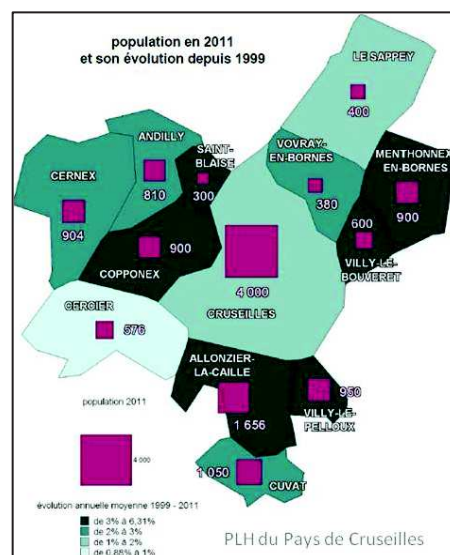 population en 2011
et son évolution depuis 1999
LE SAPPEY
400
ANDILLY
810
SAINT-
BLAISE
300
VOVRAY-
EN-BORNES
380
MENTHONNEX
EN-BORNES
900
CERNEX
904
600
VILLY-LE-
BOUVERET
900
COPPONEX
4 000
CRUSEILLES
CERCIER
576
ALLONZIER-
LA-CAILLE
1 656
950
VILLY-LE-
PELLOUX
population 2011
4 000
1 050
CUVAT
évolution annuelle moyenne 1999 - 2011
de 3% à 6,31%
de 2% à 3%
de 1% à 2%
de 0,88% à 1%
PLH du Pays de Cruseilles